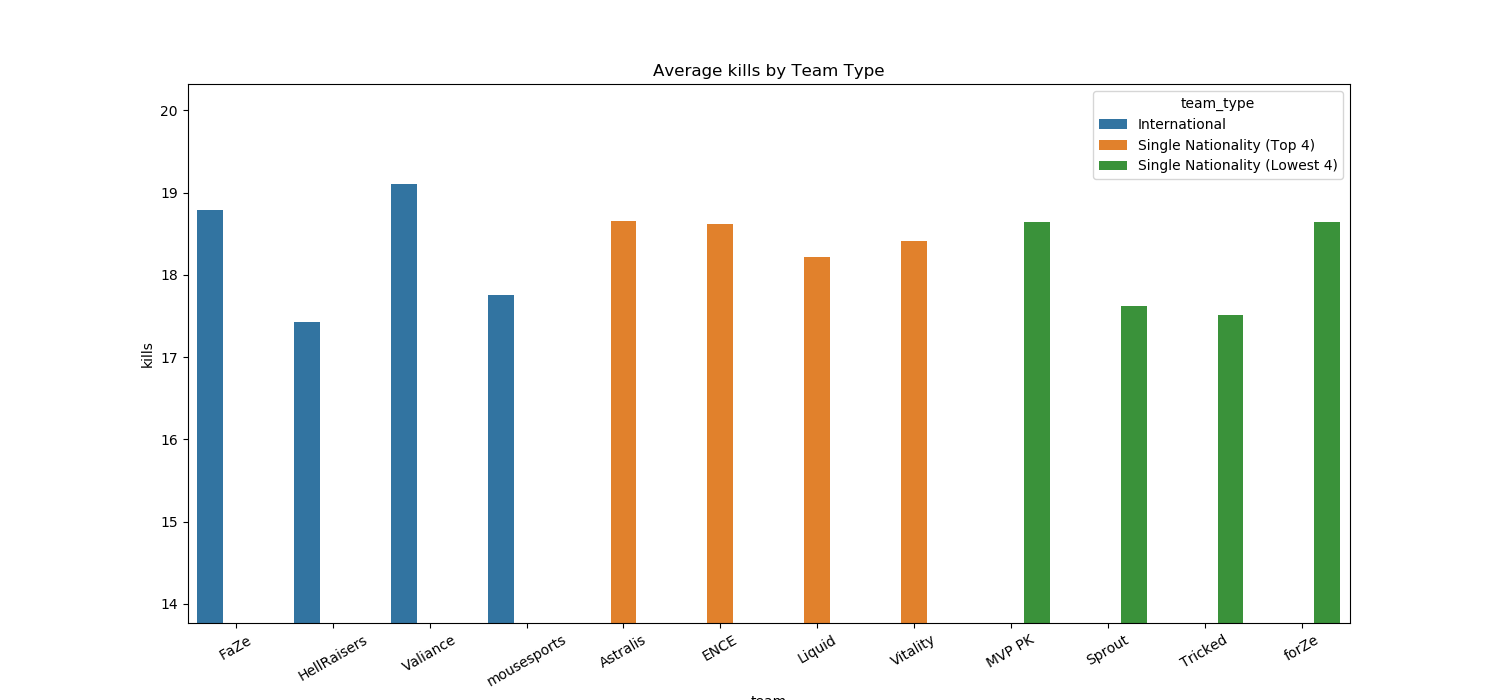 Average kills by Team Type
team_type
International
Single Nationality (Top 4)
Single Nationality (Lowest 4)
20
19
18
17
16
15
14
kills
FaZe
HellRaisers
Valiance
mousesports
Astralis
ENCE
Liquid
Vitality
MVP PK
Sprout
Tricked
forZe
team